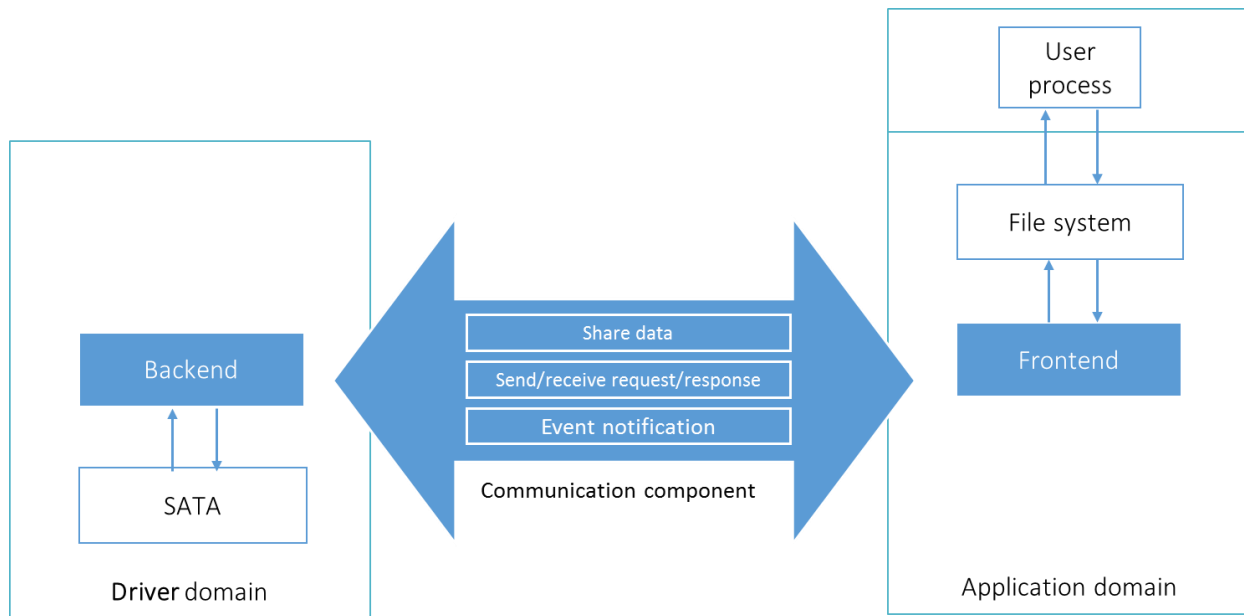 User
process
File system
Frontend
Application domain
Share data
Send/receive request/response
Event notification
Communication component
Backend
SATA
Driver domain